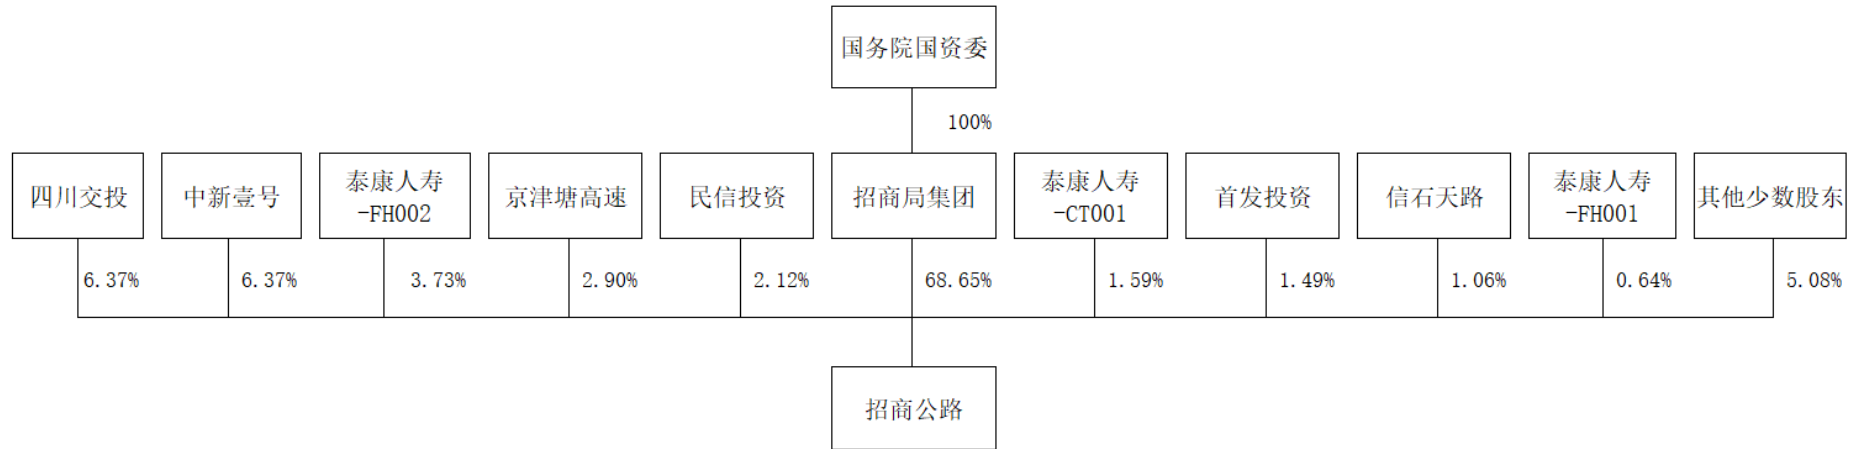 国务院国资委
100%
四川交投
中新壹号
泰康人寿
-FH002
京津塘高速
民信投资
招商局集团
泰康人寿
-CT001
首发投资
信石天路
泰康人寿
-FH001
其他少数股东
6.37%
6.37%
3.73%
2.90%
2.12%
68.65%
1.59%
1.49%
1.06%
0.64%
5.08%
招商公路